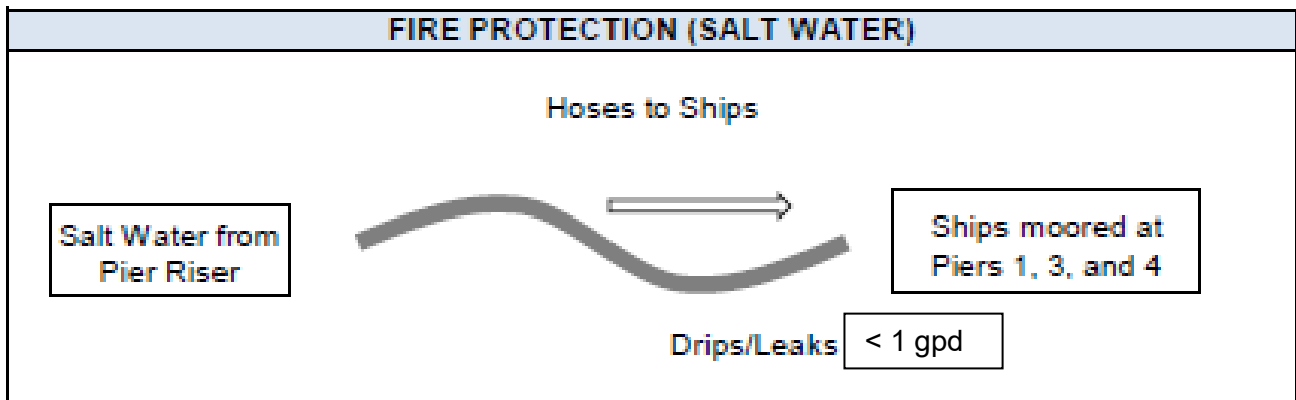 FIRE PROTECTION (SALT WATER)
Hoses to Ships
Salt Water from
Pier Riser
Ships moored at
Piers 1, 3, and 4
Drips/Leaks
< 1 gpd